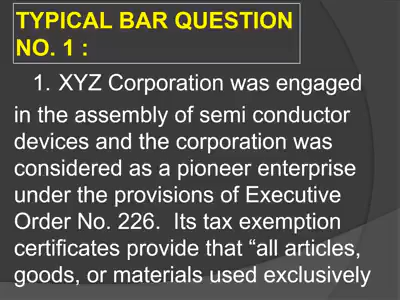 TYPICAL BAR QUESTION
NO. 1 :
1. XYZ Corporation was engaged
in the assembly of semi conductor
devices and the corporation was
considered as a pioneer enterprise
under the provisions of Executive
Order No. 226.  Its tax exemption
certificates provide that “all articles,
goods, or materials used exclusively